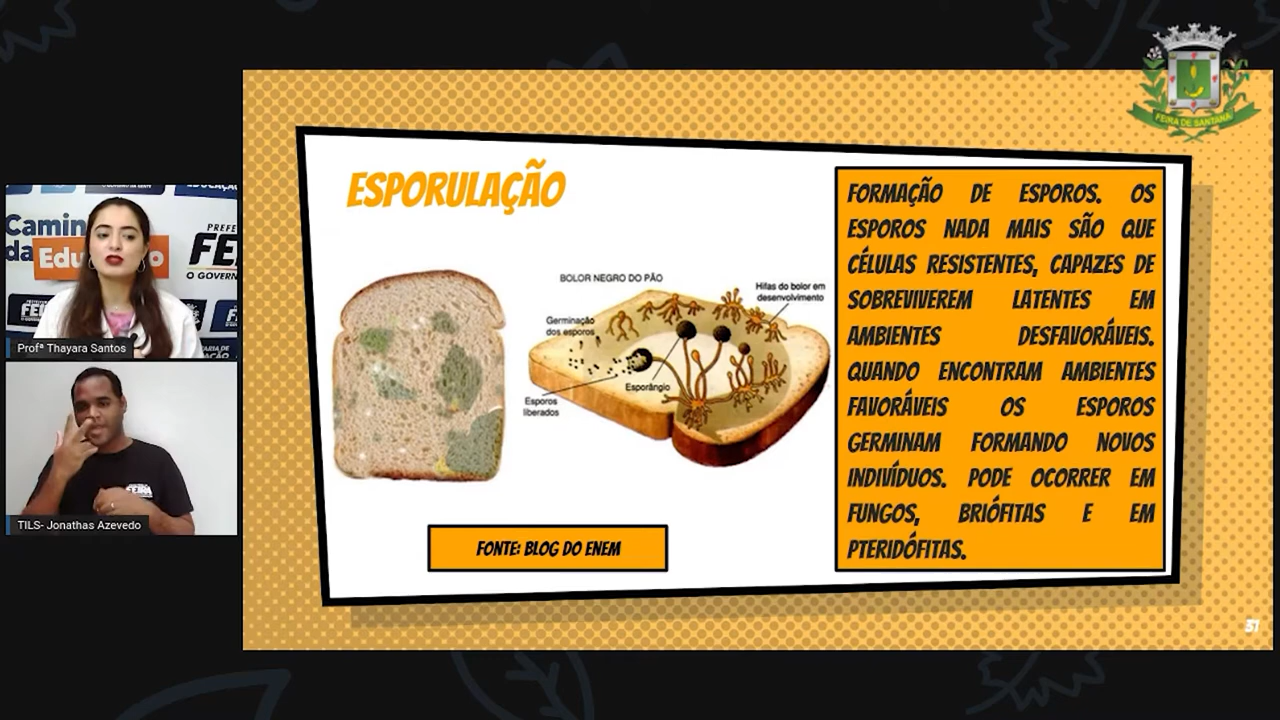 FEIRA DE SANTANA
ESPORULAÇÃO
BOLOR NEGRO DO PÃO
Hifas do bolor em
desenvolvimento
Germinação
dos esporos
Esporângio
Esporos
liberados
FONTE: BLOG DO ENEM
FORMAÇÃO DE ESPOROS. OS
ESPOROS NADA MAIS SÃO QUE
CÉLULAS RESISTENTES, CAPAZES DE
SOBREVIVEREM LATENTES EM
AMBIENTES DESFAVORÁVEIS.
QUANDO ENCONTRAM AMBIENTES
FAVORÁVEIS OS ESPOROS
GERMINAM FORMANDO NOVOS
INDIVÍDUOS. PODE OCORRER EM
FUNGOS, BRIÓFITAS E EM
PTERIDÓFITAS.
31
Profª Thayara Santos
TILS- Jonathas Azevedo